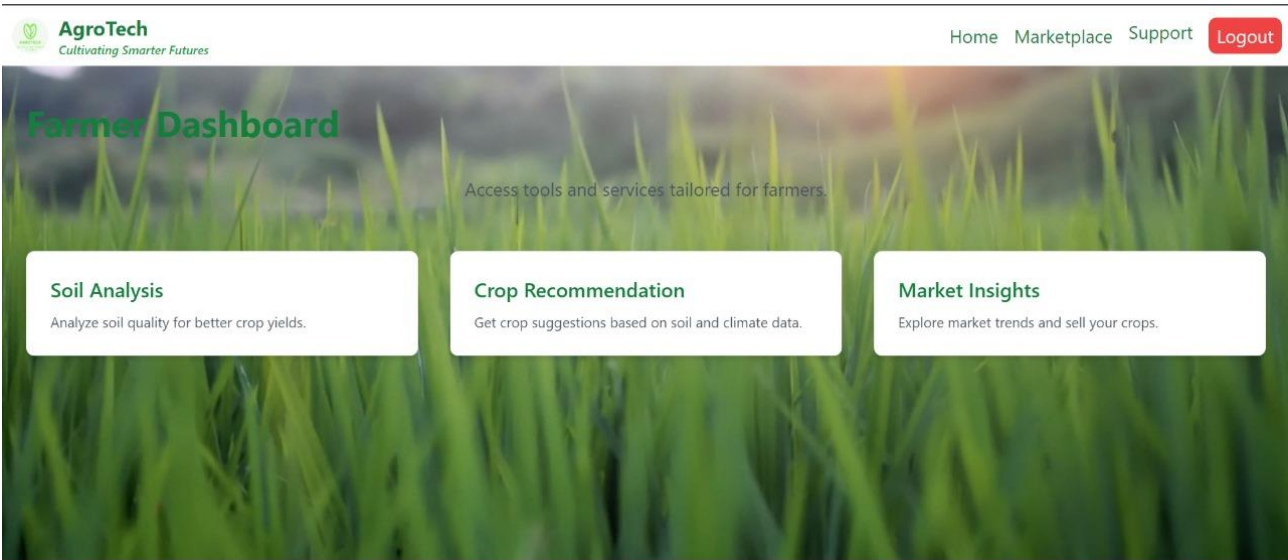 AgroTech
Cultivating Smarter Futures
Home Marketplace Support Logout
Farmer Dashboard
Access tools and services tailored for farmers.
Soil Analysis
Analyze soil quality for better crop yields.
Crop Recommendation
Get crop suggestions based on soil and climate data.
Market Insights
Explore market trends and sell your crops.